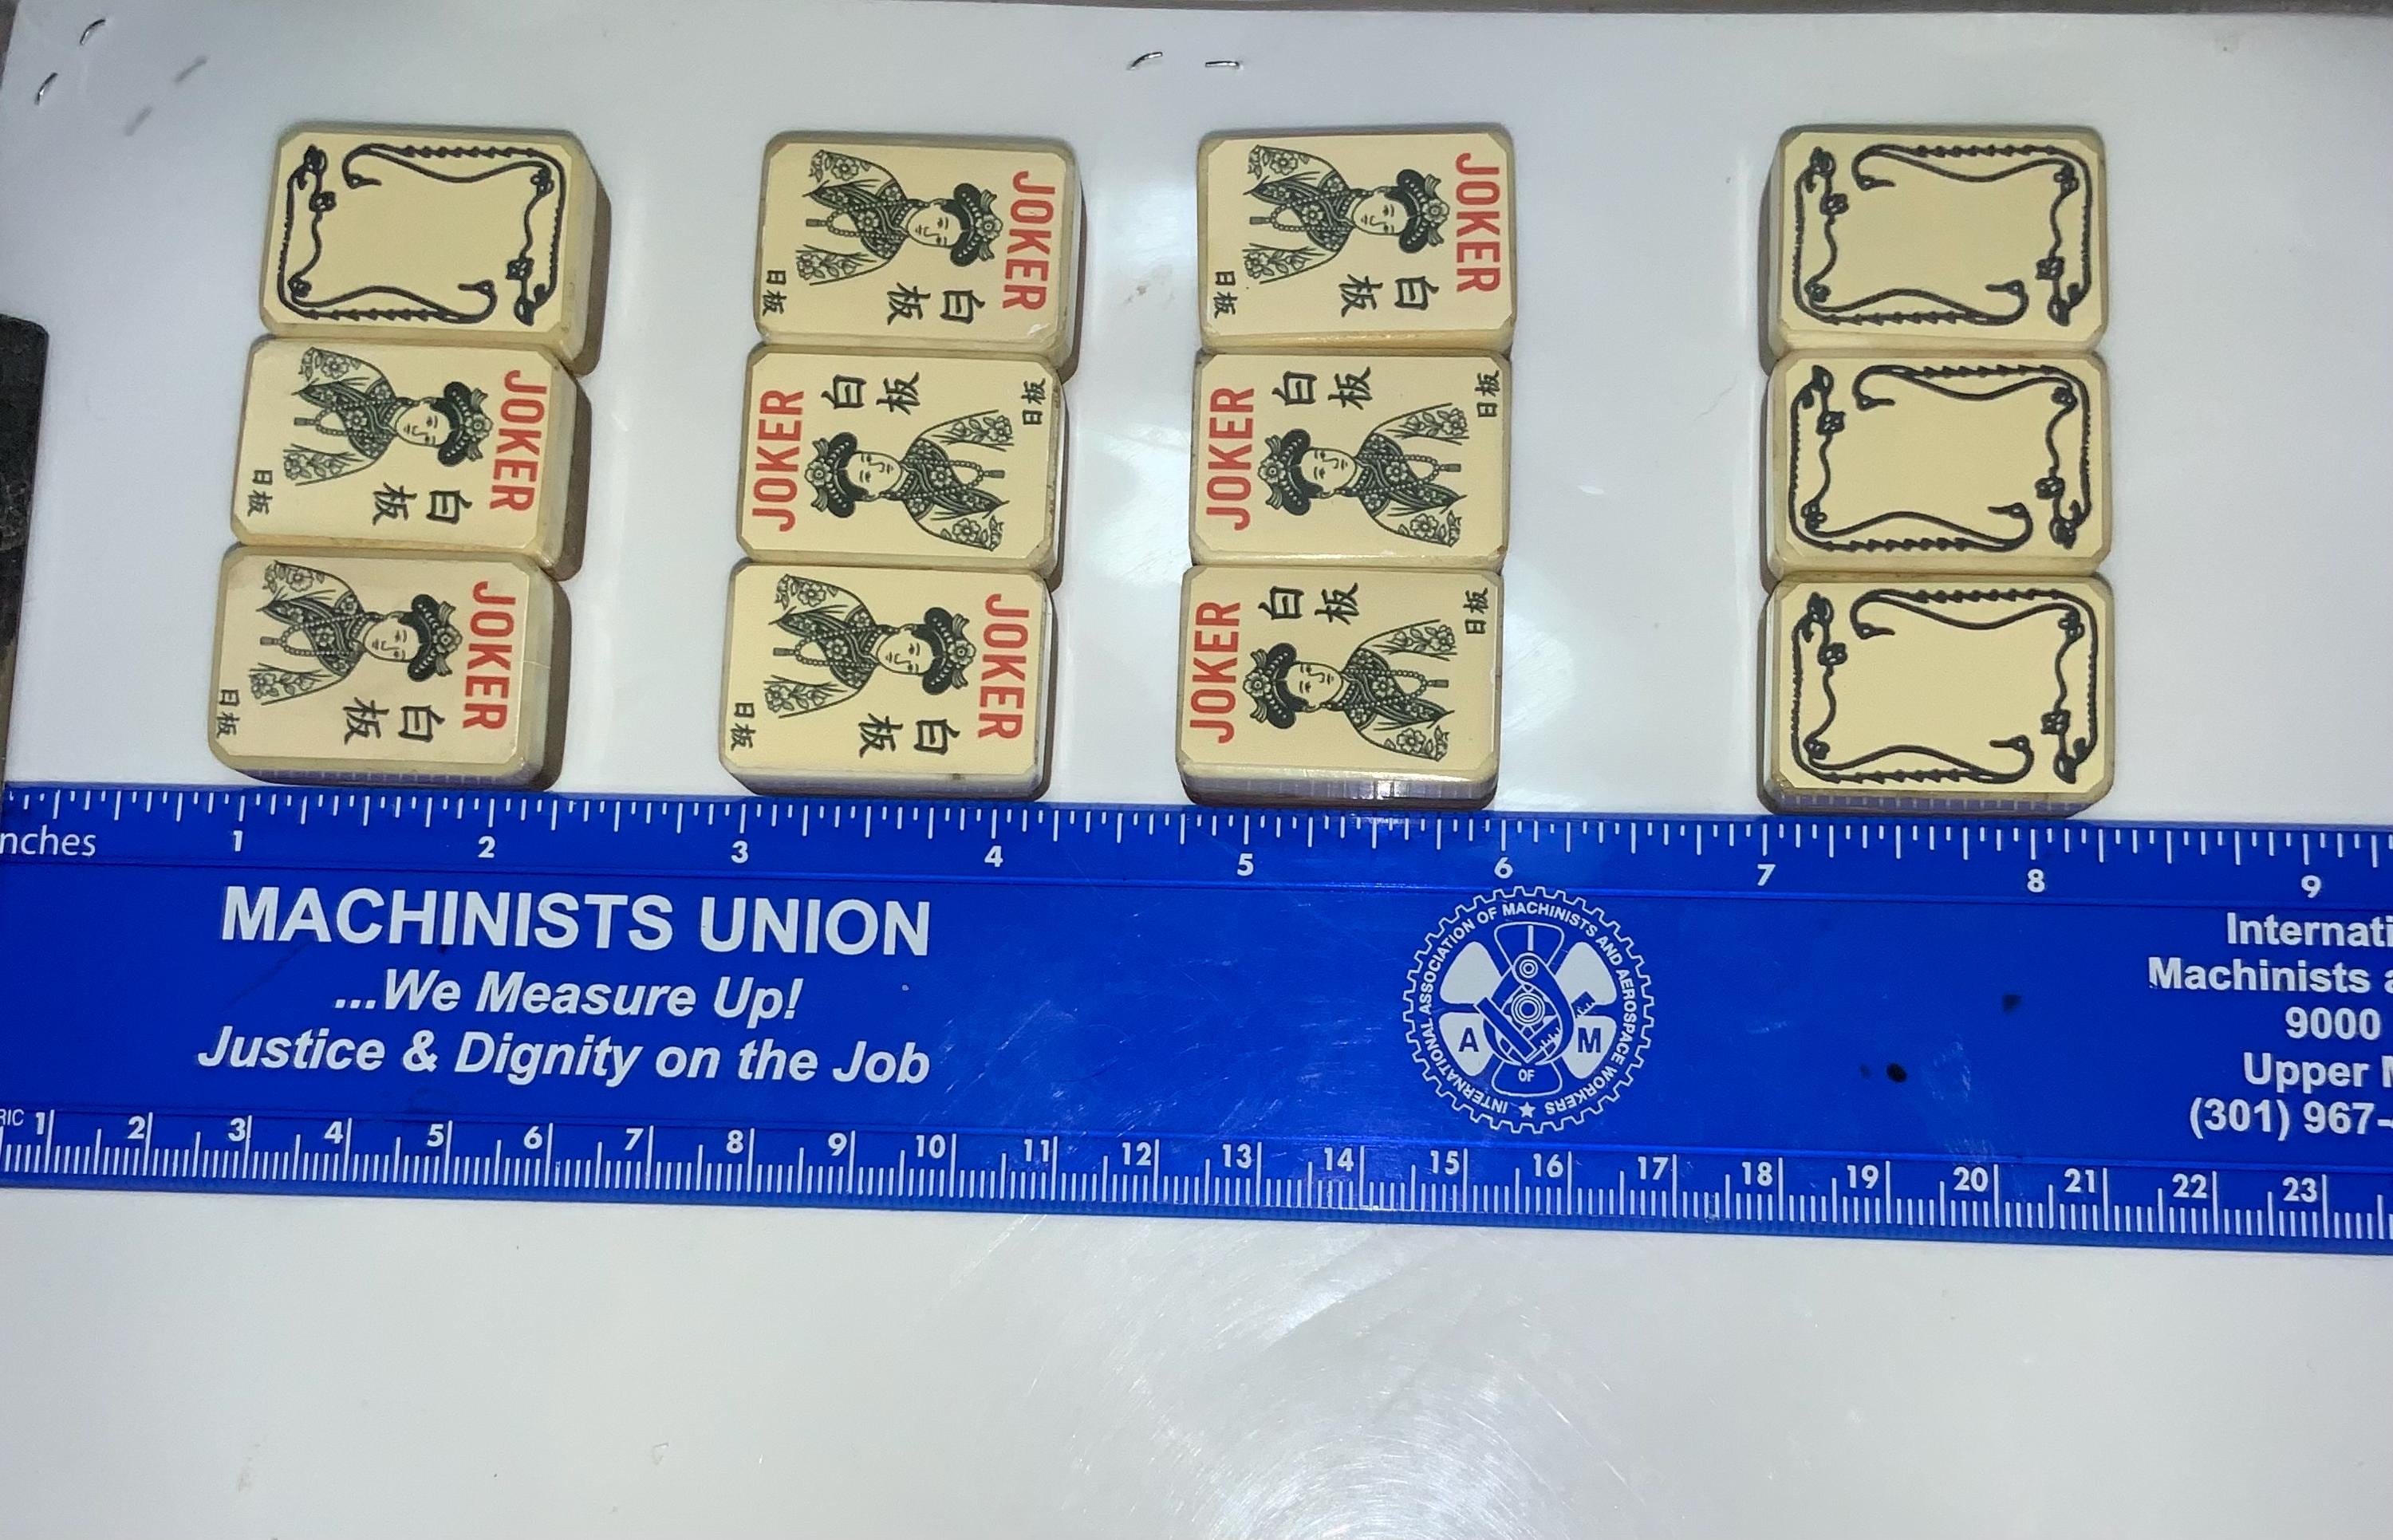 JOKER
白板
日板
JOKER
白板
日板
JOKER
白板
日板
JOKER
白板
日板
JOKER
白板
日板
JOKER
白板
日板
JOKER
白板
日板
JOKER
白板
日板
nches 1 2 3 4 5 6 7 8 9
MACHINISTS UNION
...We Measure Up!
Justice & Dignity on the Job
INTERNATIONAL ASSOCIATION OF MACHINISTS AND AEROSPACE WORKERS
A M
OF
Internati
Machinists a
9000
Upper M
(301) 967-
RIC 1 2 3 4 5 6 7 8 9 10 11 12 13 14 15 16 17 18 19 20 21 22 23